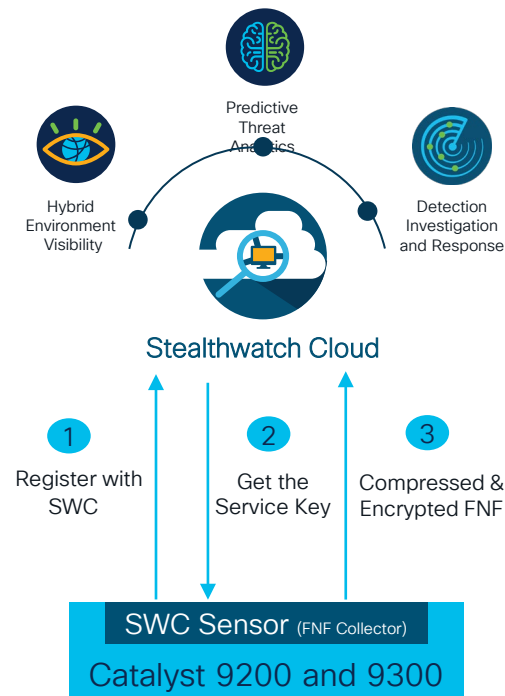 Predictive
Threat
Analytics
Hybrid
Environment
Visibility
Detection
Investigation
and Response
Stealthwatch Cloud
1
Register with
SWC
2
Get the
Service Key
3
Compressed &
Encrypted FNF
SWC Sensor (FNF Collector)
Catalyst 9200 and 9300